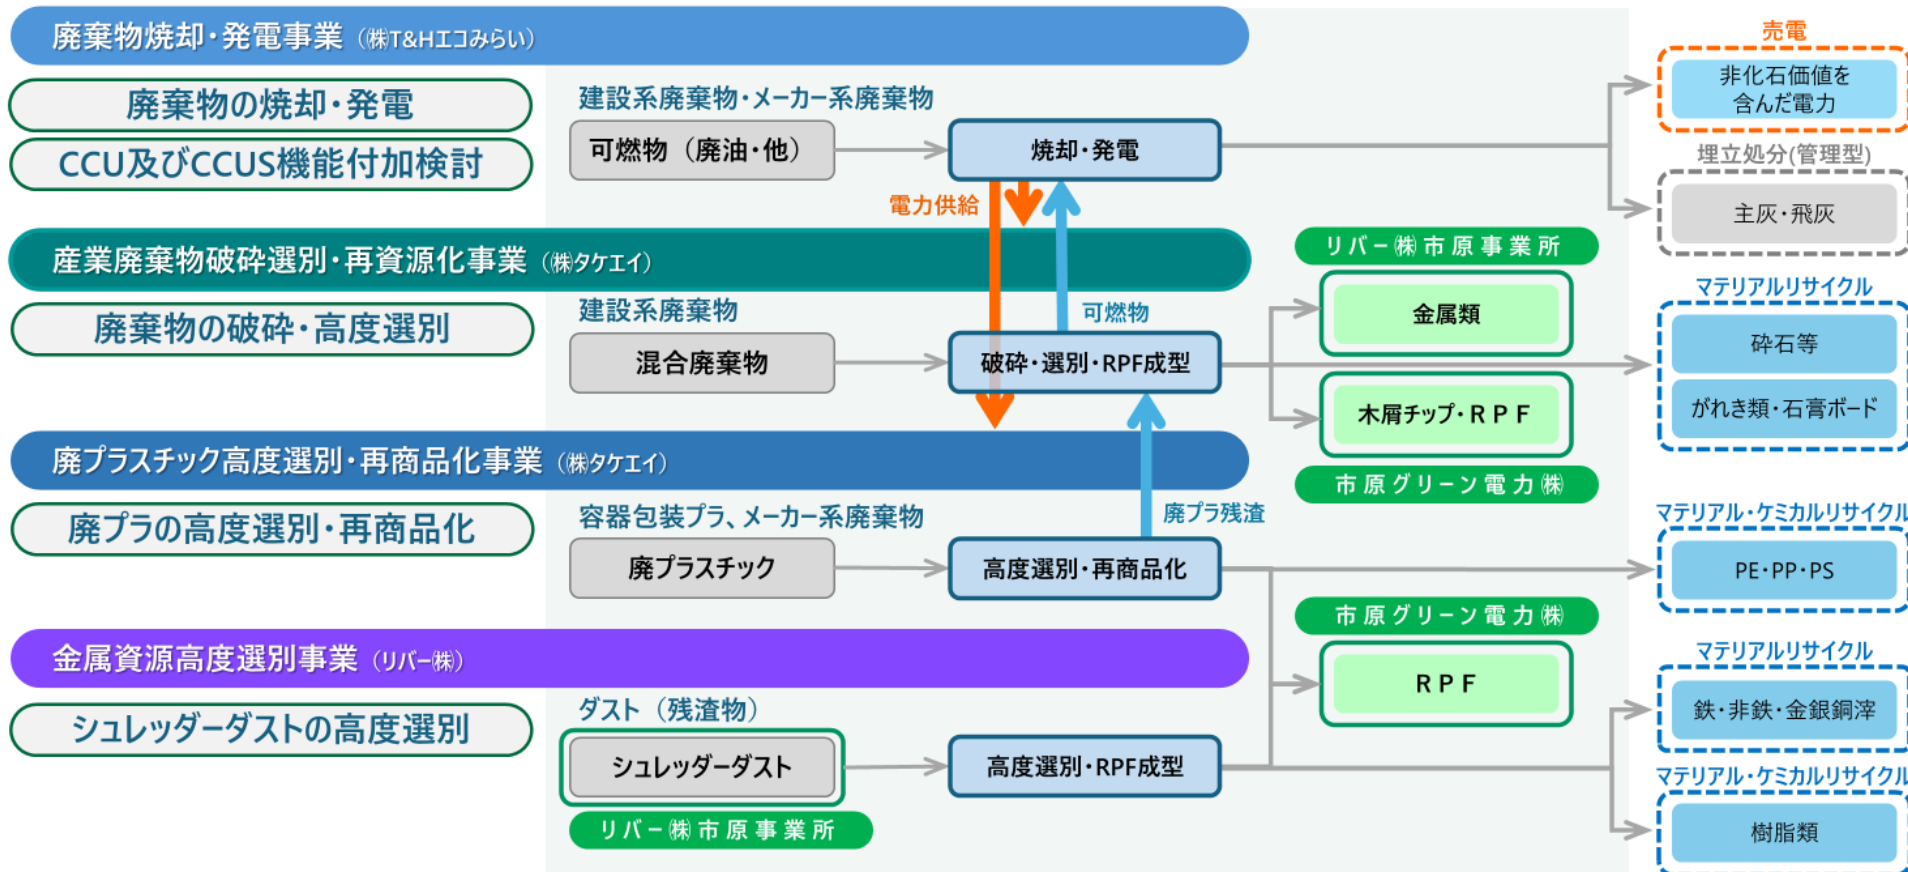 廃棄物焼却・発電事業（㈱T&Hエコみらい）
廃棄物の焼却・発電
CCU及びCCUS機能付加検討
建設系廃棄物・メーカー系廃棄物
可燃物（廃油・他）
焼却・発電
電力供給
売電
非化石価値を
含んだ電力
埋立処分(管理型)
主灰・飛灰
産業廃棄物破砕選別・再資源化事業（㈱タケエイ）
廃棄物の破砕・高度選別
建設系廃棄物
混合廃棄物
可燃物
破砕・選別・RPF成型
リバー㈱市原事業所
金属類
木屑チップ・ＲＰＦ
市原グリーン電力㈱
マテリアルリサイクル
砕石等
がれき類・石膏ボード
廃プラスチック高度選別・再商品化事業（㈱タケエイ）
廃プラの高度選別・再商品化
容器包装プラ、メーカー系廃棄物
廃プラスチック
廃プラ残渣
高度選別・再商品化
マテリアル・ケミカルリサイクル
PE・PP・PS
市原グリーン電力㈱
ＲＰＦ
金属資源高度選別事業（リバー㈱）
シュレッダーダストの高度選別
ダスト（残渣物）
シュレッダーダスト
リバー㈱市原事業所
高度選別・RPF成型
マテリアルリサイクル
鉄・非鉄・金銀銅滓
マテリアル・ケミカルリサイクル
樹脂類